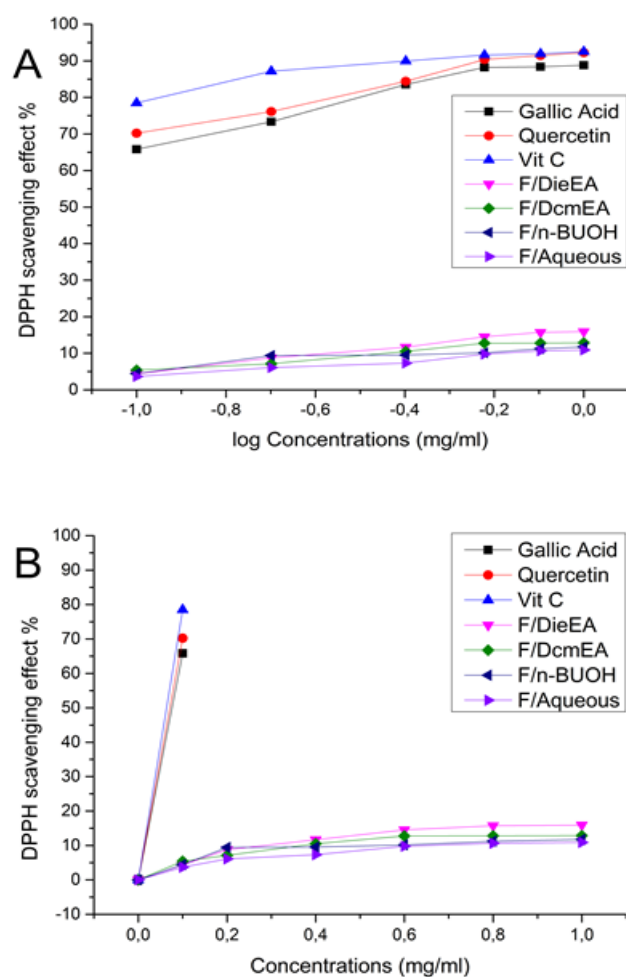 A
DPPH scavenging effect %
100
90
80
70
60
50
40
30
20
10
0
Gallic Acid
Quercetin
Vit C
F/DieEA
F/DcmEA
F/n-BUOH
F/Aqueous
-1,0 -0,8 -0,6 -0,4 -0,2 0,0
log Concentrations (mg/ml)
B
DPPH scavenging effect %
100
90
80
70
60
50
40
30
20
10
0
-10
Gallic Acid
Quercetin
Vit C
F/DieEA
F/DcmEA
F/n-BUOH
F/Aqueous
0,0 0,2 0,4 0,6 0,8 1,0
Concentrations (mg/ml)